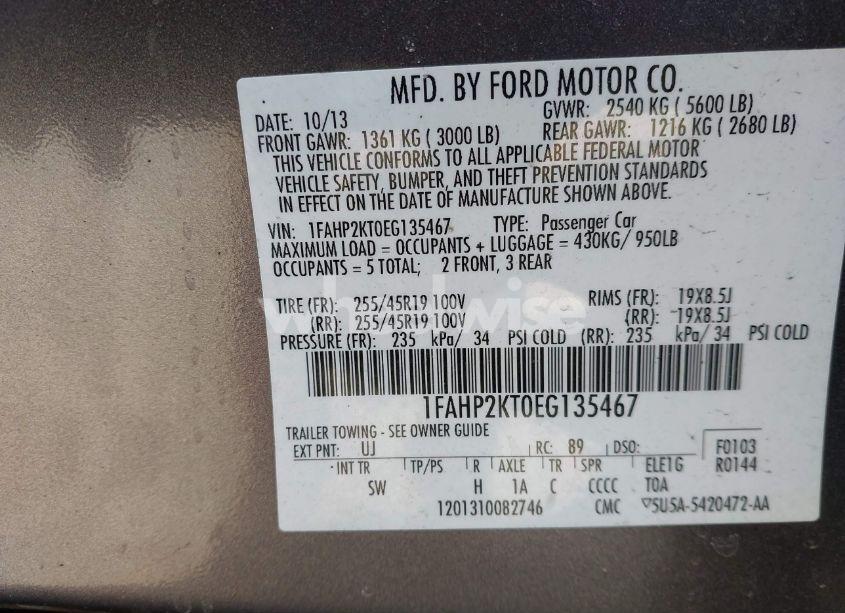 MFD. BY FORD MOTOR CO.
DATE: 10/13 GVWR: 2540 KG ( 5600 LB)
FRONT GAWR: 1361 KG ( 3000 LB) REAR GAWR: 1216 KG ( 2680 LB)
THIS VEHICLE CONFORMS TO ALL APPLICABLE FEDERAL MOTOR
VEHICLE SAFETY, BUMPER, AND THEFT PREVENTION STANDARDS
IN EFFECT ON THE DATE OF MANUFACTURE SHOWN ABOVE.
VIN: 1FAHP2KT0EG135467 TYPE: Passenger Car
MAXIMUM LOAD = OCCUPANTS + LUGGAGE = 430KG/ 950LB
OCCUPANTS = 5 TOTAL; 2 FRONT, 3 REAR
TIRE (FR): 255/45R19 100V RIMS (FR): 19X8.5J
(RR): 255/45R19 100V (RR): 19X8.5J
PRESSURE (FR): 235 kPa/ 34 PSI COLD (RR): 235 kPa/ 34 PSI COLD
1FAHP2KT0EG135467
TRAILER TOWING - SEE OWNER GUIDE
EXT PNT: UJ RC: 89 DSO: F0103
INT TR TP/PS R AXLE TR SPR ELE1G R0144
SW H 1A C CCCC T0A
1201310082746 CMC 5U5A-5420472-AA